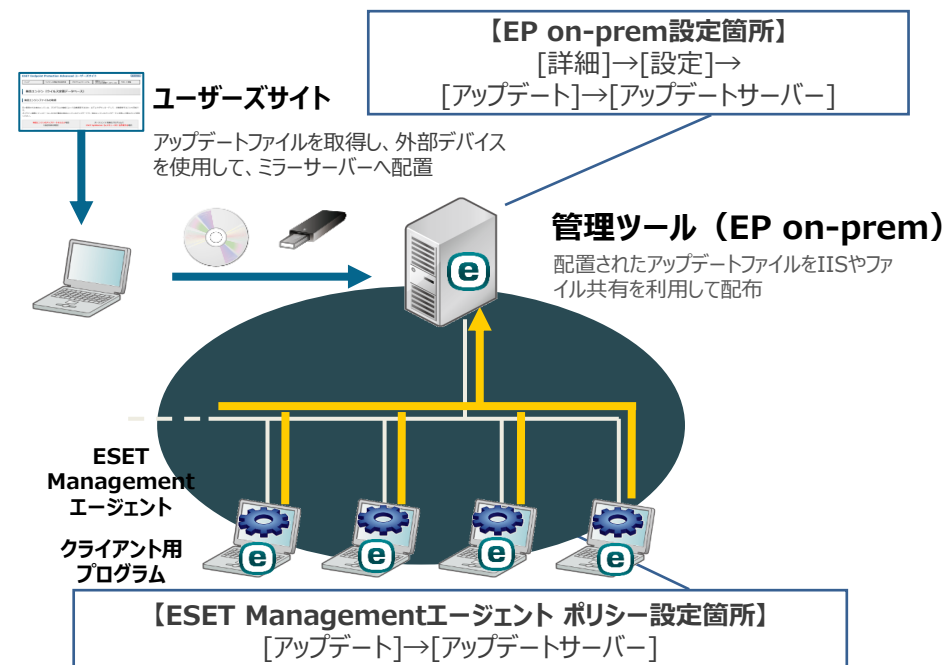 【EP on-prem設定箇所】
[詳細]→[設定]→
[アップデート]→[アップデートサーバー]
ユーザーズサイト
アップデートファイルを取得し、外部デバイス
を使用して、ミラーサーバーへ配置
管理ツール（EP on-prem）
配置されたアップデートファイルをIISやファ
イル共有を利用して配布
e
ESET
Management
エージェント
クライアント用
プログラム
e
e
e
e
【ESET Managementエージェント ポリシー設定箇所】
[アップデート]→[アップデートサーバー]